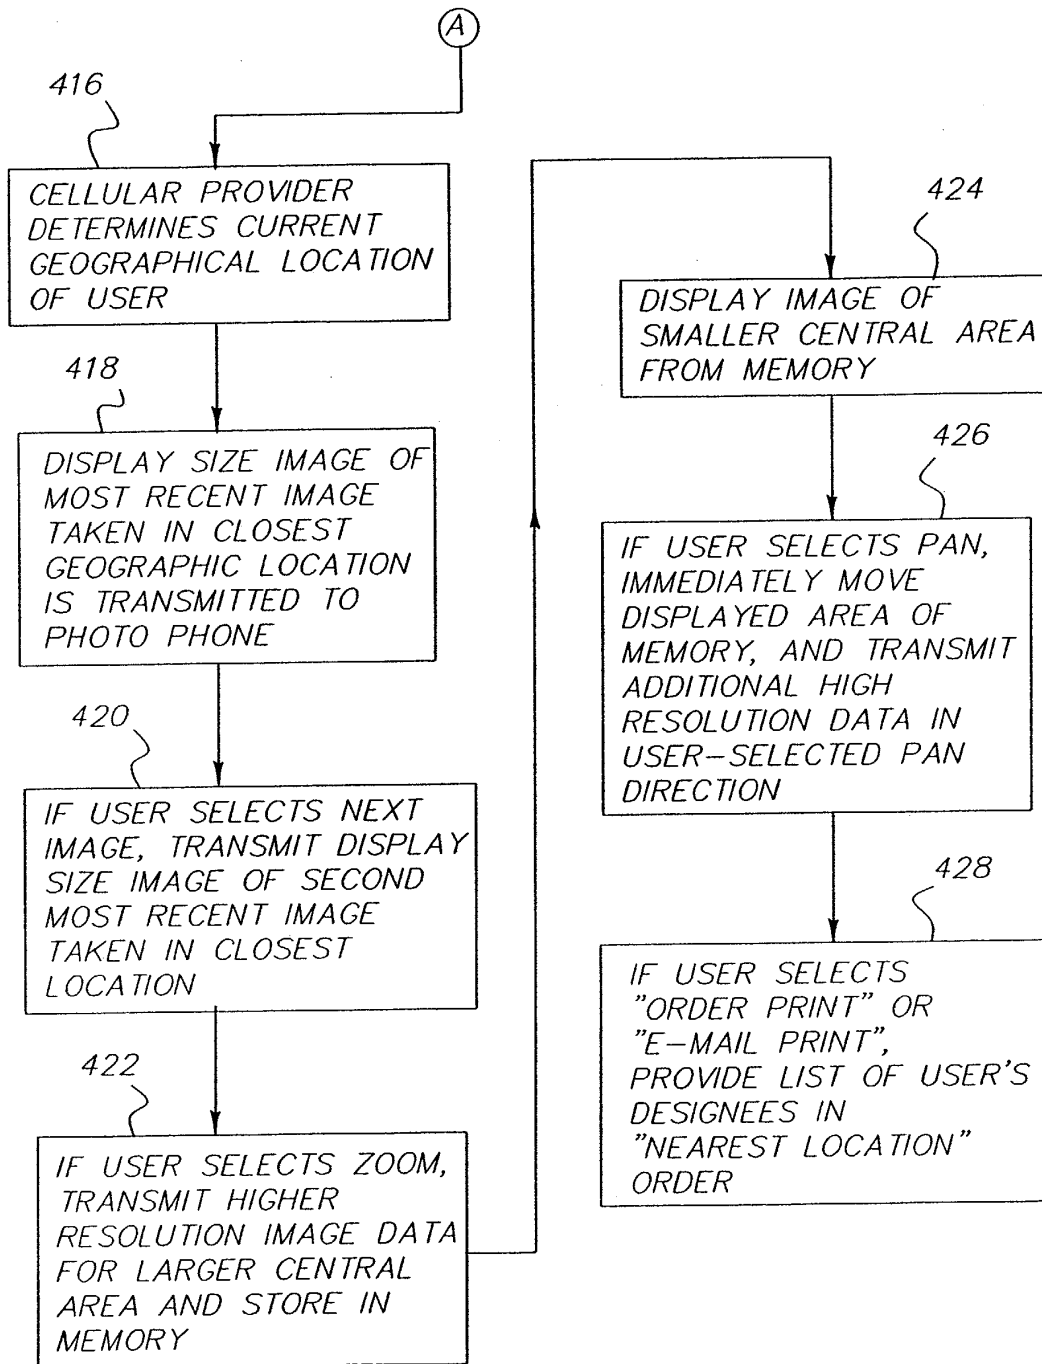 A
416
CELLULAR PROVIDER
DETERMINES CURRENT
GEOGRAPHICAL LOCATION
OF USER
418
DISPLAY SIZE IMAGE OF
MOST RECENT IMAGE
TAKEN IN CLOSEST
GEOGRAPHIC LOCATION
IS TRANSMITTED TO
PHOTO PHONE
420
IF USER SELECTS NEXT
IMAGE, TRANSMIT DISPLAY
SIZE IMAGE OF SECOND
MOST RECENT IMAGE
TAKEN IN CLOSEST
LOCATION
422
IF USER SELECTS ZOOM,
TRANSMIT HIGHER
RESOLUTION IMAGE DATA
FOR LARGER CENTRAL
AREA AND STORE IN
MEMORY
424
DISPLAY IMAGE OF
SMALLER CENTRAL AREA
FROM MEMORY
426
IF USER SELECTS PAN,
IMMEDIATELY MOVE
DISPLAYED AREA OF
MEMORY, AND TRANSMIT
ADDITIONAL HIGH
RESOLUTION DATA IN
USER-SELECTED PAN
DIRECTION
428
IF USER SELECTS
"ORDER PRINT" OR
"E-MAIL PRINT",
PROVIDE LIST OF USER'S
DESIGNEES IN
"NEAREST LOCATION"
ORDER